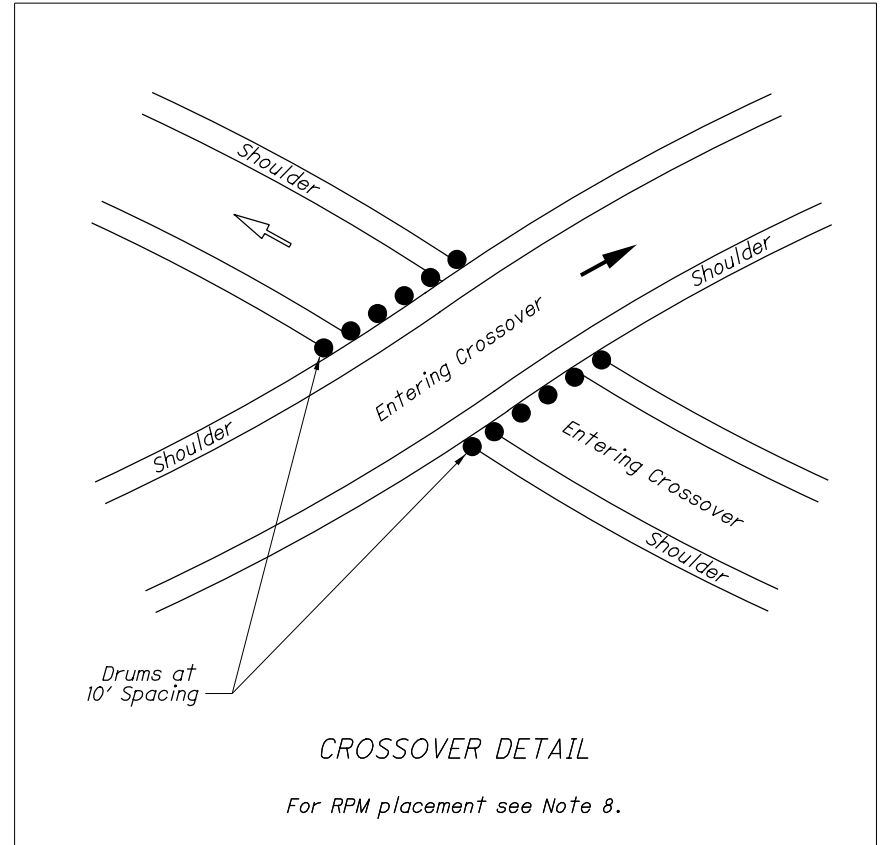 Shoulder
Shoulder
Entering Crossover
Shoulder
Entering Crossover
Shoulder
Drums at
10' Spacing
CROSSOVER DETAIL
For RPM placement see Note 8.